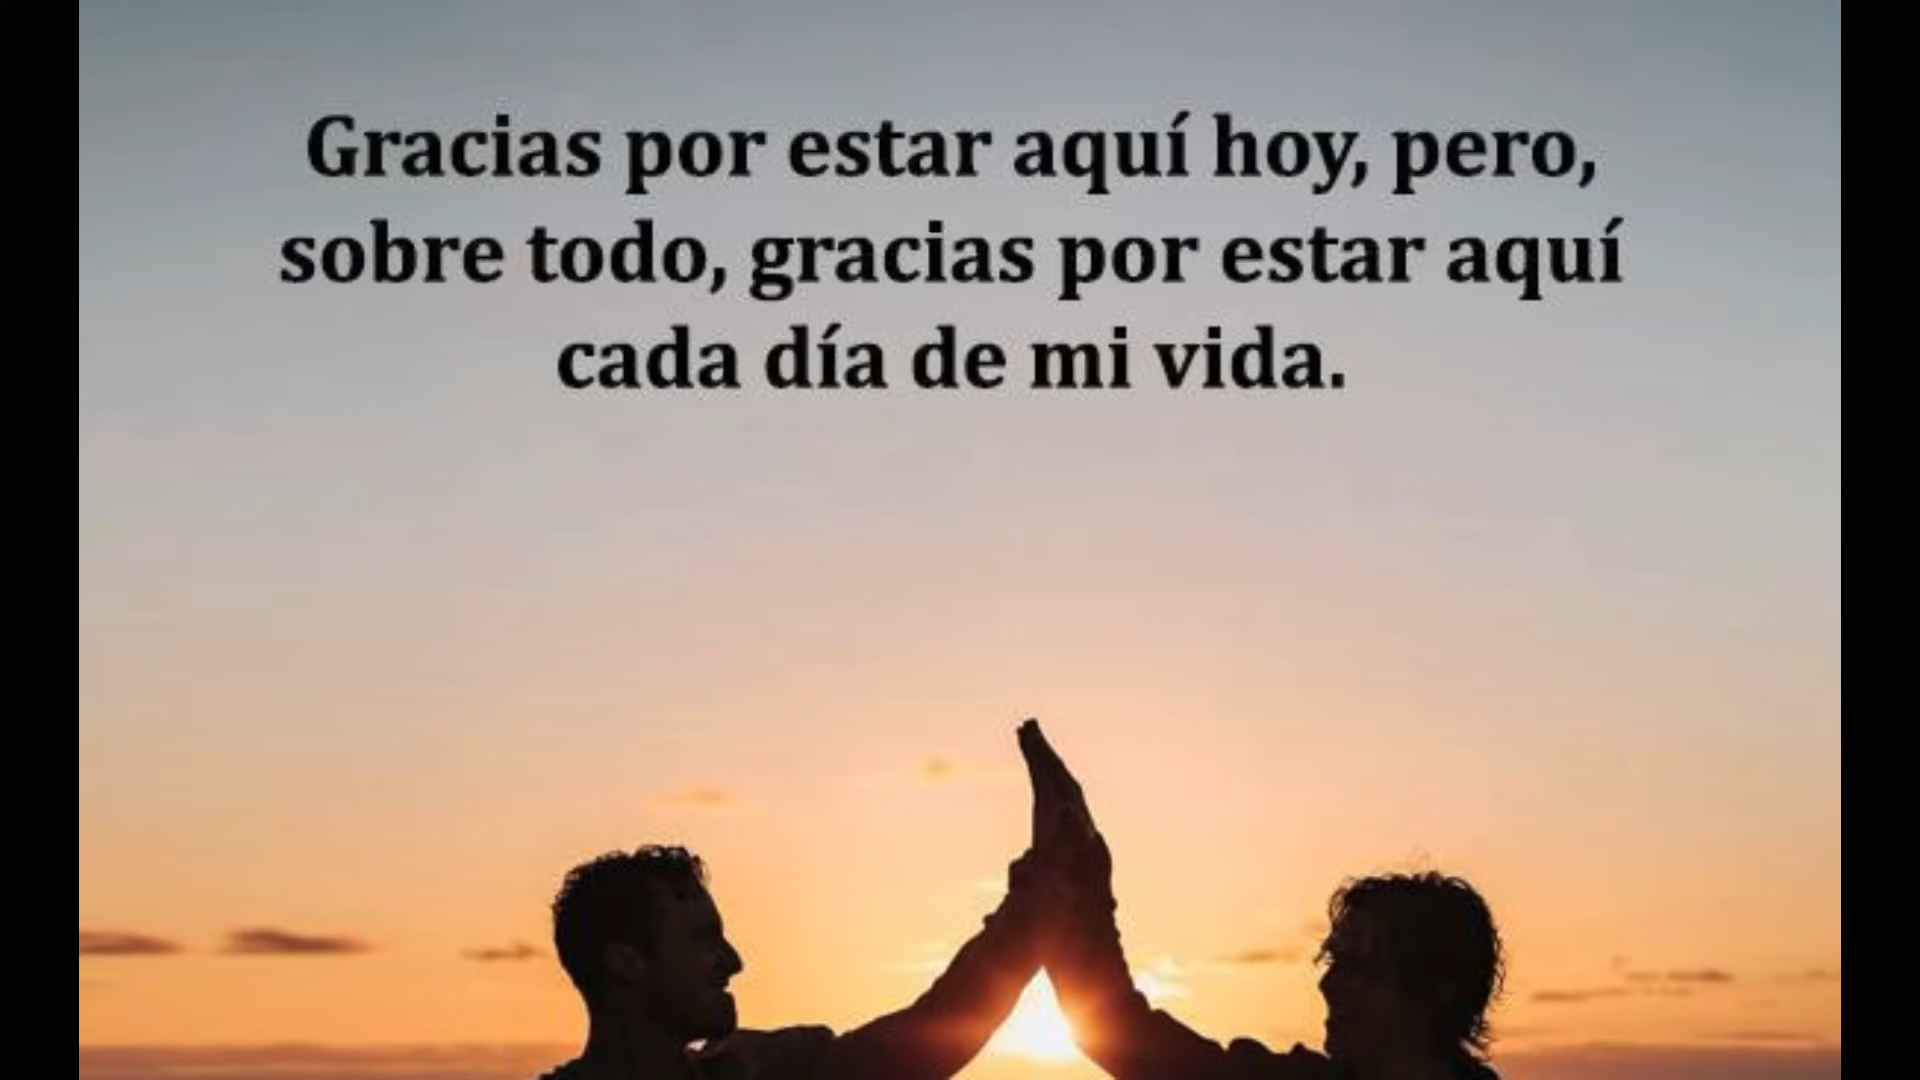 Gracias por estar aquí hoy, pero,
sobre todo, gracias por estar aquí
cada día de mi vida.